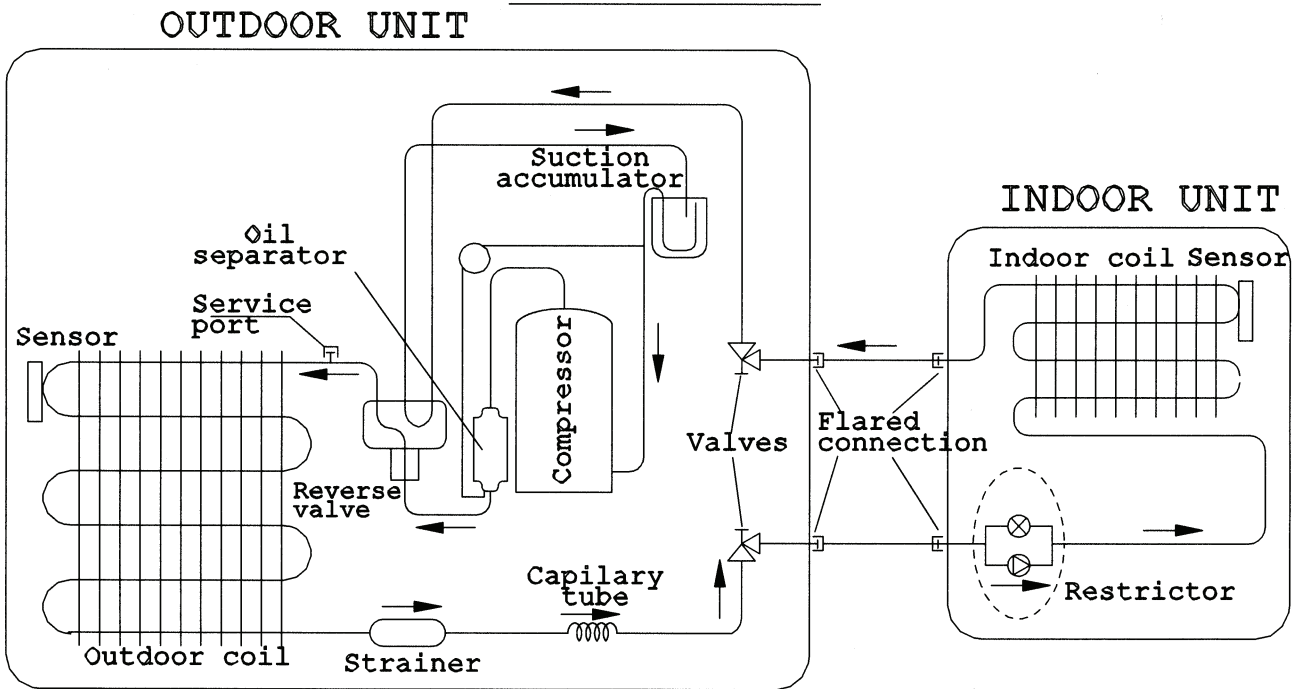 OUTDOOR UNIT
Suction
accumulator
INDOOR UNIT
Oil
separator
Indoor coil
Sensor
Service
port
Sensor
Compressor
Valves
Flared
connection
Reverse
valve
Capilary
tube
Restrictor
Outdoor coil
Strainer